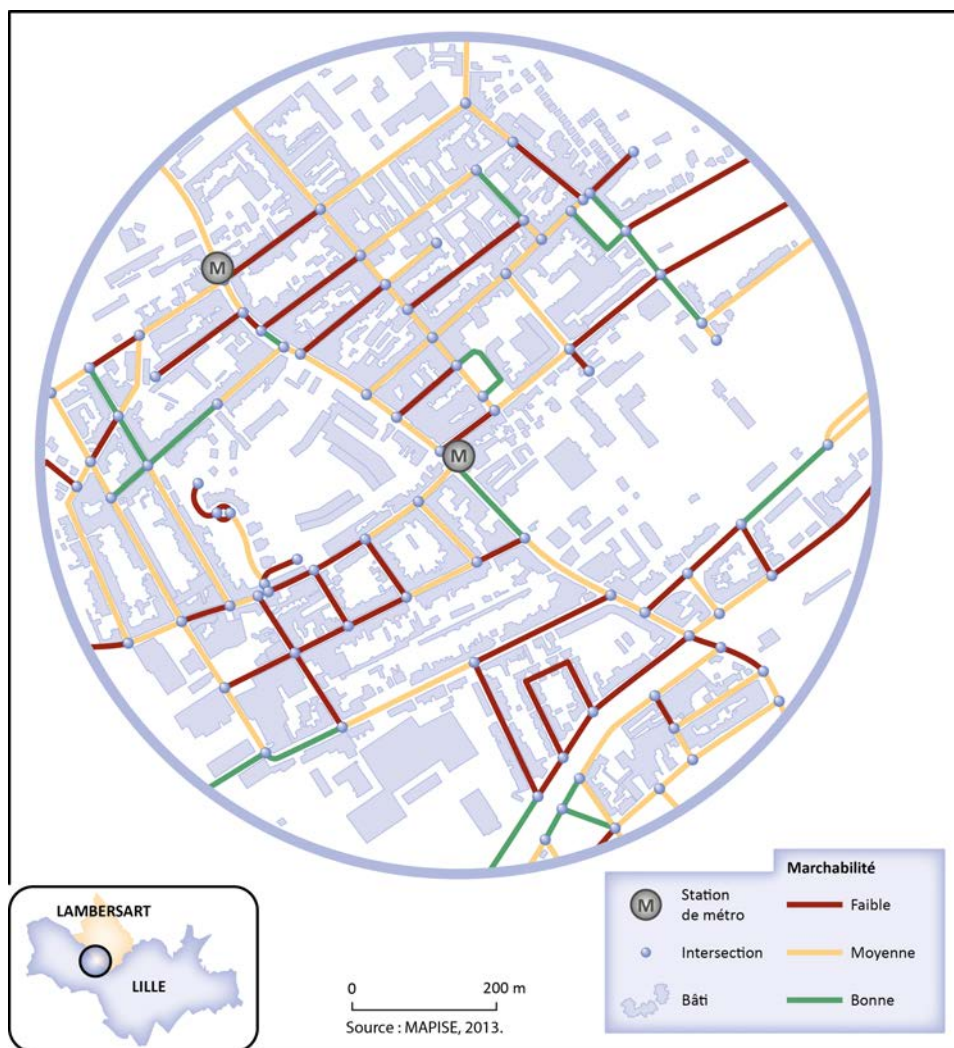 M
M
Marchabilité
M
Station
de métro
Faible
Intersection
Moyenne
Bâti
Bonne
LAMBERSART
LILLE
0
200 m
Source : MAPISE, 2013.